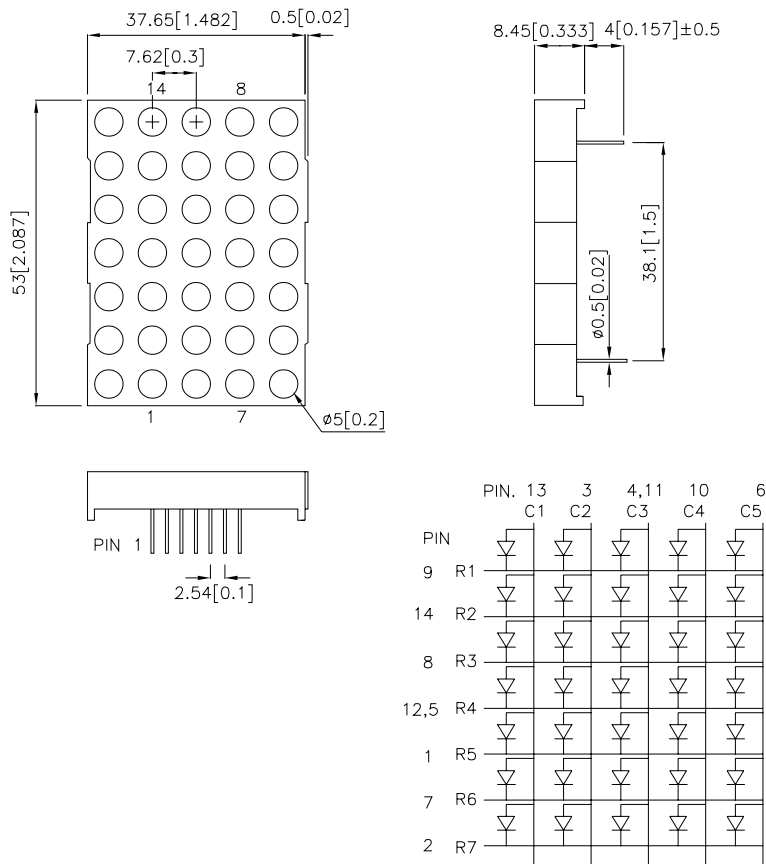 37.65[1.482]
0.5[0.02]
7.62[0.3]
14
8
53[2.087]
1
7
ø5[0.2]
8.45[0.333]
4[0.157]±0.5
38.1[1.5]
ø0.5[0.02]
PIN 1
2.54[0.1]
PIN. 13 3 4,11 10 6
C1 C2 C3 C4 C5
PIN
9 R1
14 R2
8 R3
12,5 R4
1 R5
7 R6
2 R7